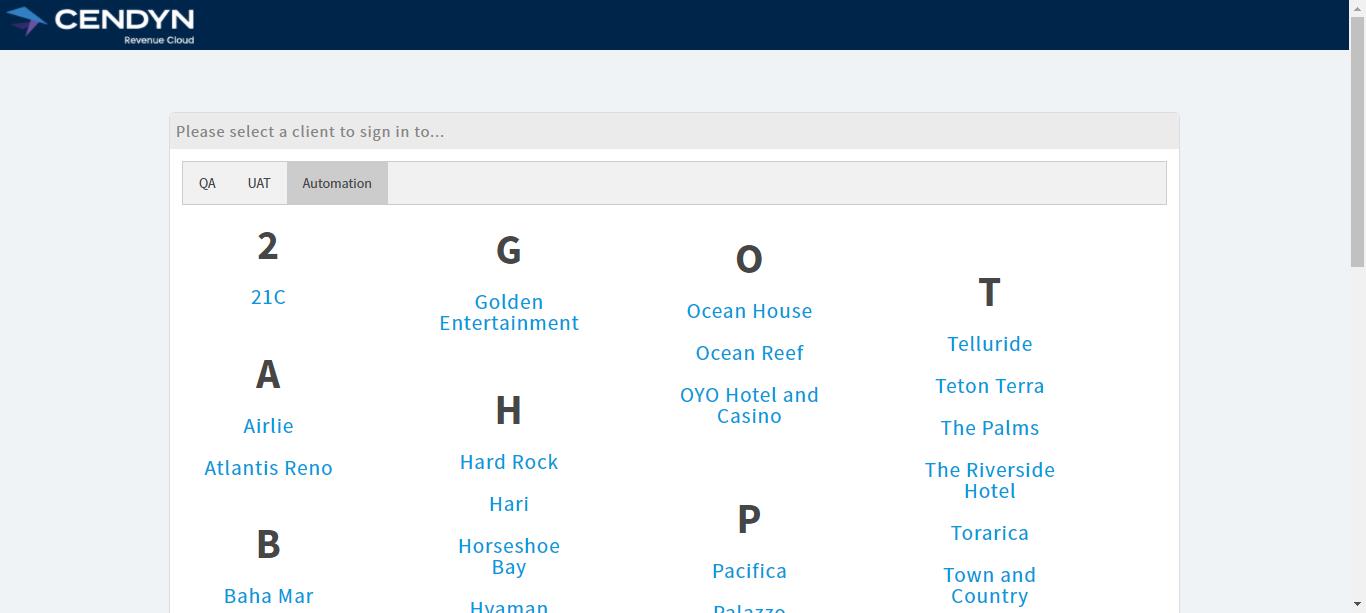 CENDYN
Revenue Cloud
Please select a client to sign in to...
QA
UAT
Automation
2
21C
A
Airlie
Atlantis Reno
B
Baha Mar
G
Golden
Entertainment
H
Hard Rock
Hari
Horseshoe
Bay
Hyaman
O
Ocean House
Ocean Reef
OYO Hotel and
Casino
P
Pacifica
Palazzo
T
Telluride
Teton Terra
The Palms
The Riverside
Hotel
Torarica
Town and
Country